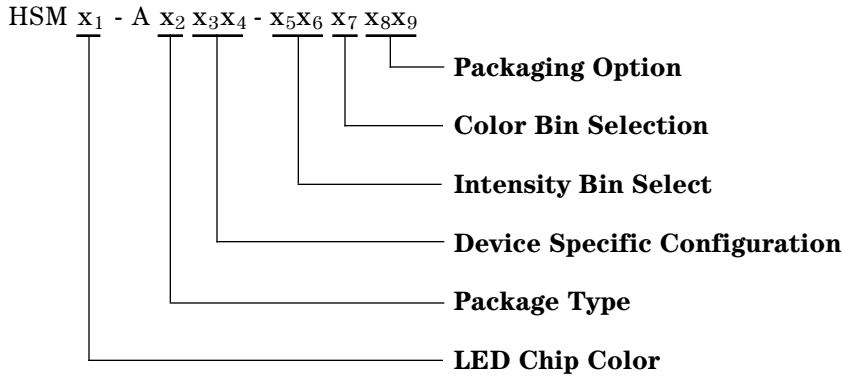 HSM x₁ - A x₂ x₃x₄ - x₅x₆ x₇ x₈x₉
Packaging Option
Color Bin Selection
Intensity Bin Select
Device Specific Configuration
Package Type
LED Chip Color